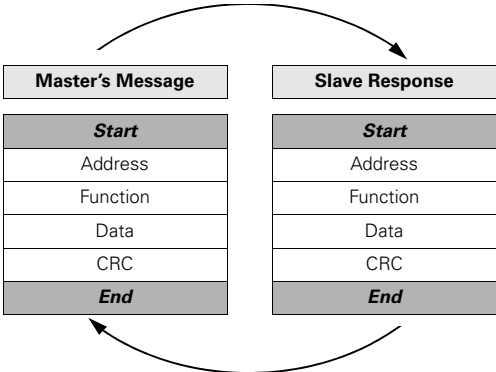 Master's Message
Start
Address
Function
Data
CRC
End
Slave Response
Start
Address
Function
Data
CRC
End